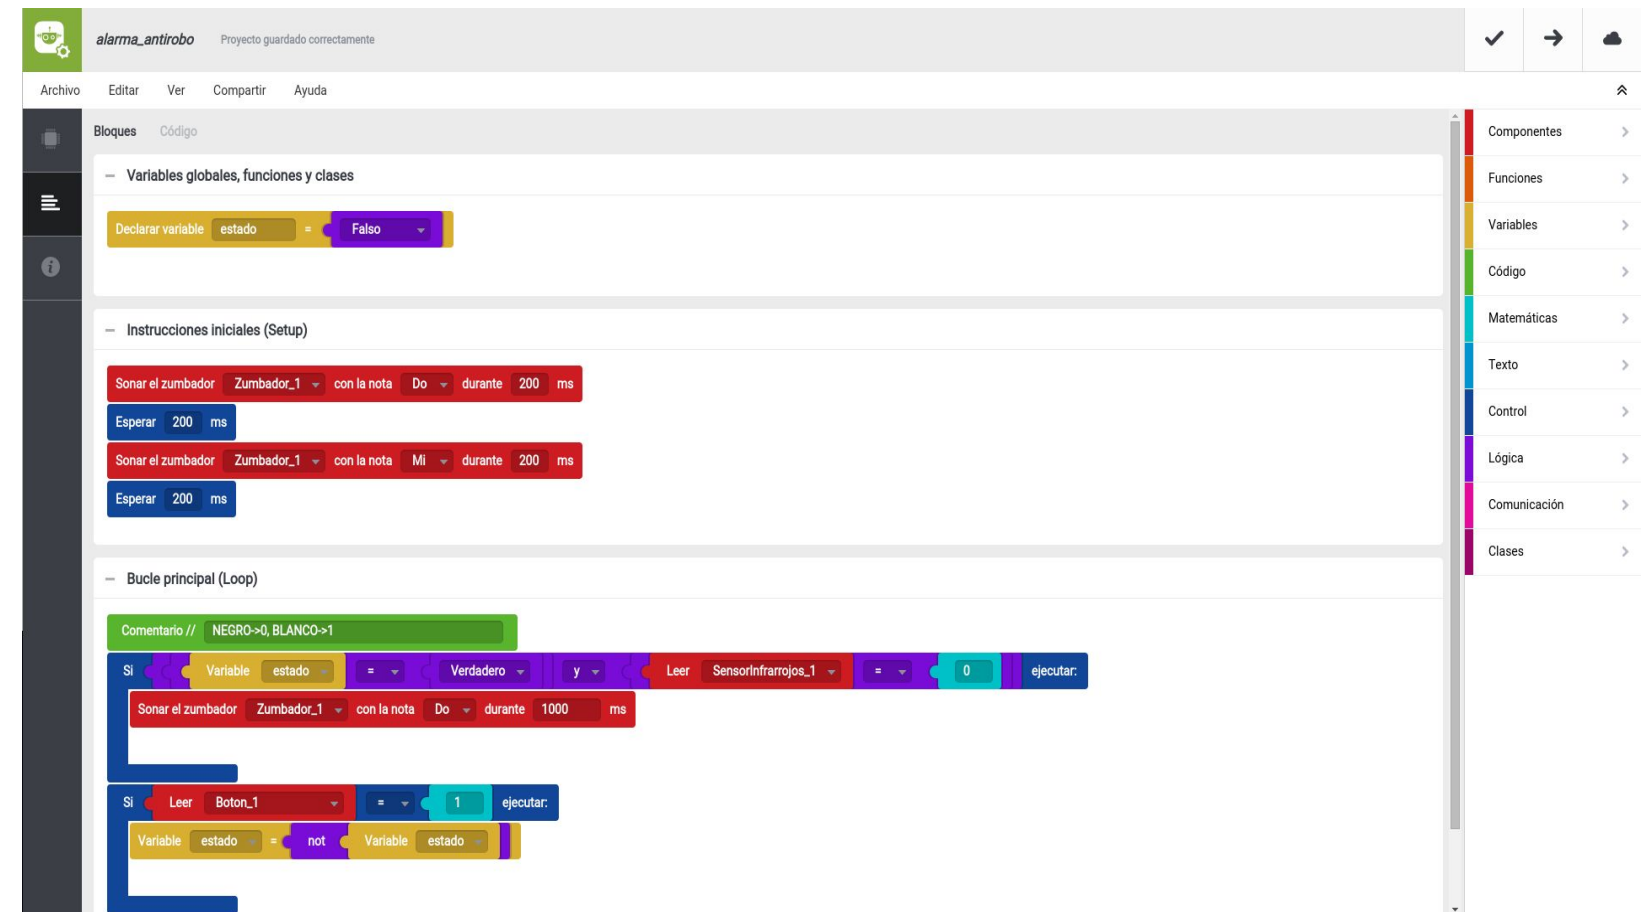 alarma_antirobo Proyecto guardado correctamente
Archivo Editar Ver Compartir Ayuda
Bloques Código
Variables globales, funciones y clases
Declarar variable estado = Falso
Instrucciones iniciales (Setup)
Sonar el zumbador Zumbador_1 con la nota Do durante 200 ms
Esperar 200 ms
Sonar el zumbador Zumbador_1 con la nota Mi durante 200 ms
Esperar 200 ms
Bucle principal (Loop)
Comentario // NEGRO->0, BLANCO->1
Si Variable estado = Verdadero y Leer SensorInfrarrojos_1 = 0 ejecutar:
Sonar el zumbador Zumbador_1 con la nota Do durante 1000 ms
Si Leer Boton_1 = 1 ejecutar:
Variable estado = not Variable estado
Componentes
Funciones
Variables
Código
Matemáticas
Texto
Control
Lógica
Comunicación
Clases